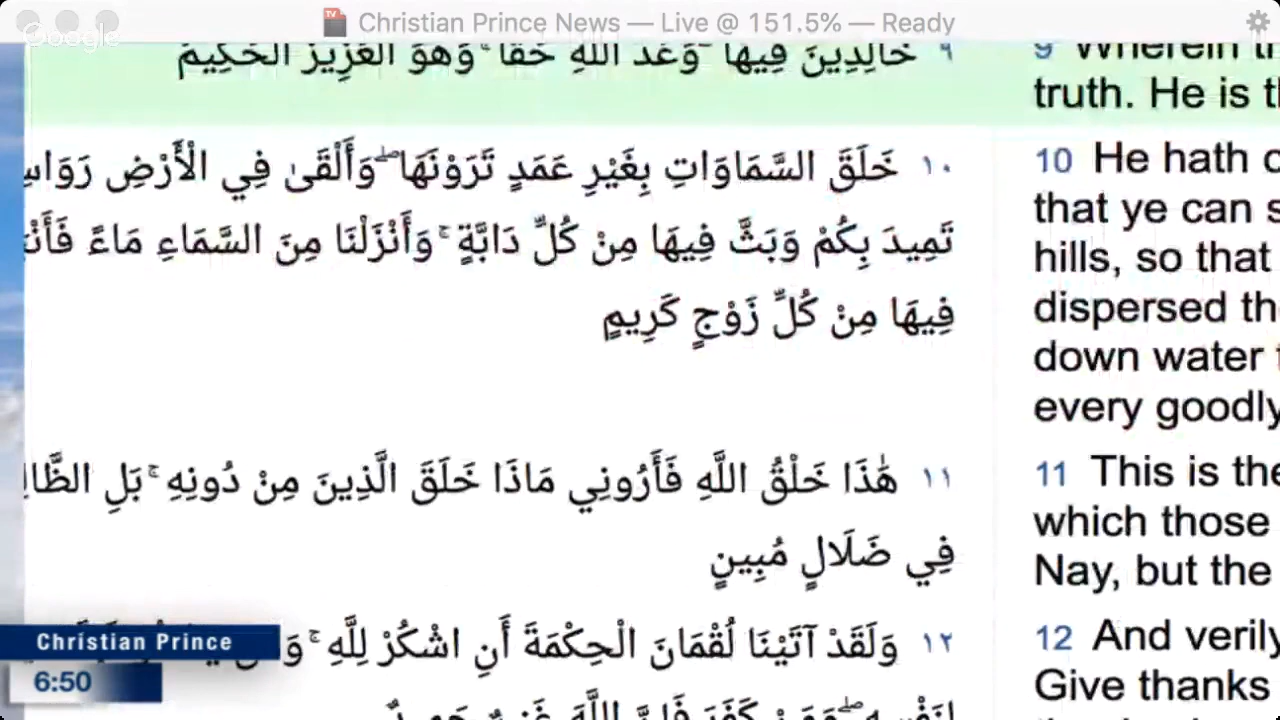 Christian Prince News — Live @ 151.5% — Ready
Google
٩ خَالِدِينَ فِيهَا ۖ وَعْدَ اللَّهِ حَقًّا ۚ وَهُوَ الْعَزِيزُ الْحَكِيمُ
9 Wherein
truth. He is
١٠ خَلَقَ السَّمَاوَاتِ بِغَيْرِ عَمَدٍ تَرَوْنَهَا ۖ وَأَلْقَىٰ فِي الْأَرْضِ
تَمِيدَ بِكُمْ وَبَثَّ فِيهَا مِنْ كُلِّ دَابَّةٍ ۚ وَأَنْزَلْنَا مِنَ السَّمَاءِ مَاءً
فِيهَا مِنْ كُلِّ زَوْجٍ كَرِيمٍ
10 He hath
that ye can
hills, so that
dispersed
down water
every goodly
١١ هَٰذَا خَلْقُ اللَّهِ فَأَرُونِي مَاذَا خَلَقَ الَّذِينَ مِنْ دُونِهِ ۚ بَلِ
فِي ضَلَالٍ مُبِينٍ
11 This is the
which those
Nay, but the
١٢ وَلَقَدْ آتَيْنَا لُقْمَانَ الْحِكْمَةَ أَنِ اشْكُرْ لِلَّهِ ۚ
12 And verily
Give thanks
Christian Prince
6:50